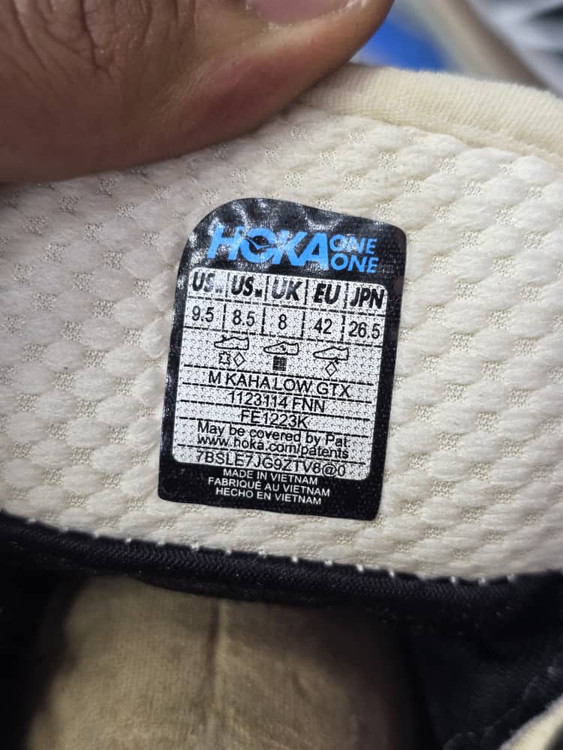 HOKA ONE ONE
US US UK EU JPN
9.5 8.5 8 42 26.5
M KAHA LOW GTX
1123114 FNN
FE1223K
May be covered by Pat.
www.hoka.com/patents
7BSLE7JG9ZTV8@0
MADE IN VIETNAM
FABRIQUÉ AU VIETNAM
HECHO EN VIETNAM